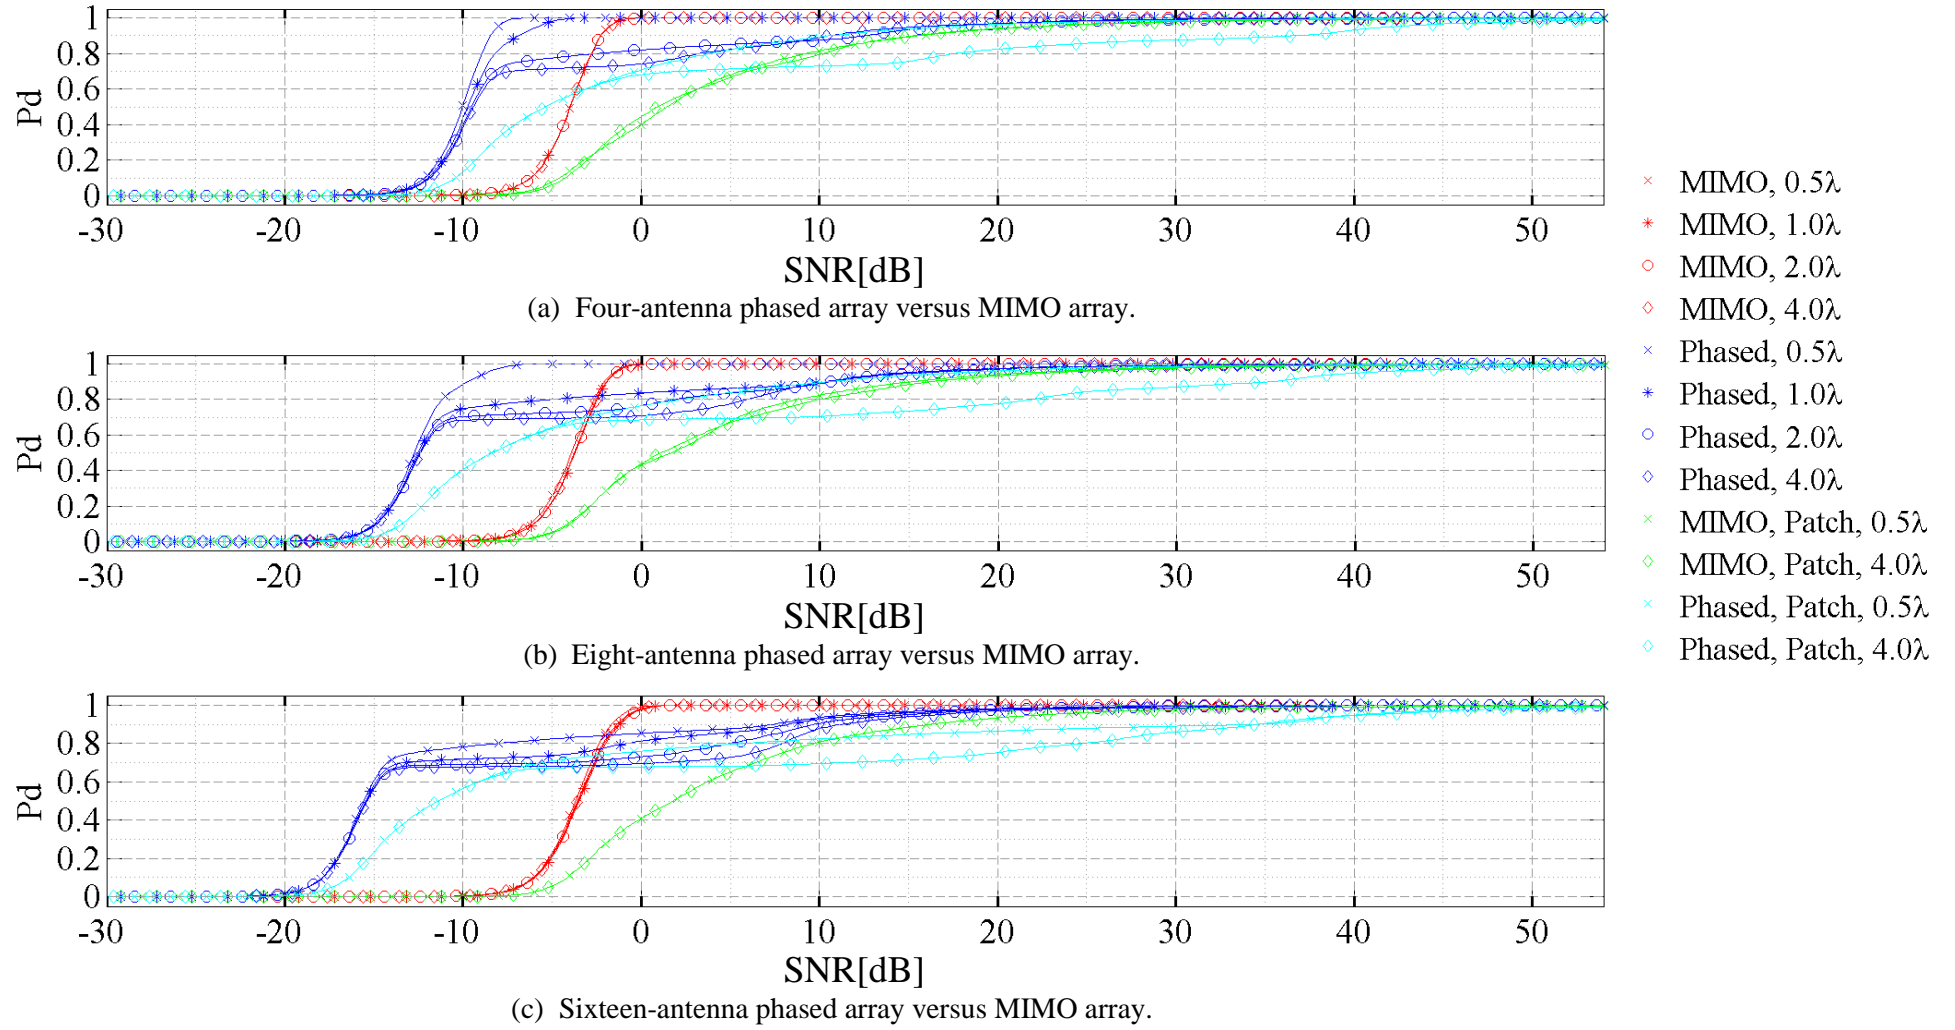 1
0.8
0.6
0.4
0.2
0
Pd
-30 -20 -10 0 10 20 30 40 50
SNR[dB]
(a) Four-antenna phased array versus MIMO array.
1
0.8
0.6
0.4
0.2
0
Pd
-30 -20 -10 0 10 20 30 40 50
SNR[dB]
(b) Eight-antenna phased array versus MIMO array.
1
0.8
0.6
0.4
0.2
0
Pd
-30 -20 -10 0 10 20 30 40 50
SNR[dB]
(c) Sixteen-antenna phased array versus MIMO array.
MIMO, 0.5λ
MIMO, 1.0λ
MIMO, 2.0λ
MIMO, 4.0λ
Phased, 0.5λ
Phased, 1.0λ
Phased, 2.0λ
Phased, 4.0λ
MIMO, Patch, 0.5λ
MIMO, Patch, 4.0λ
Phased, Patch, 0.5λ
Phased, Patch, 4.0λ